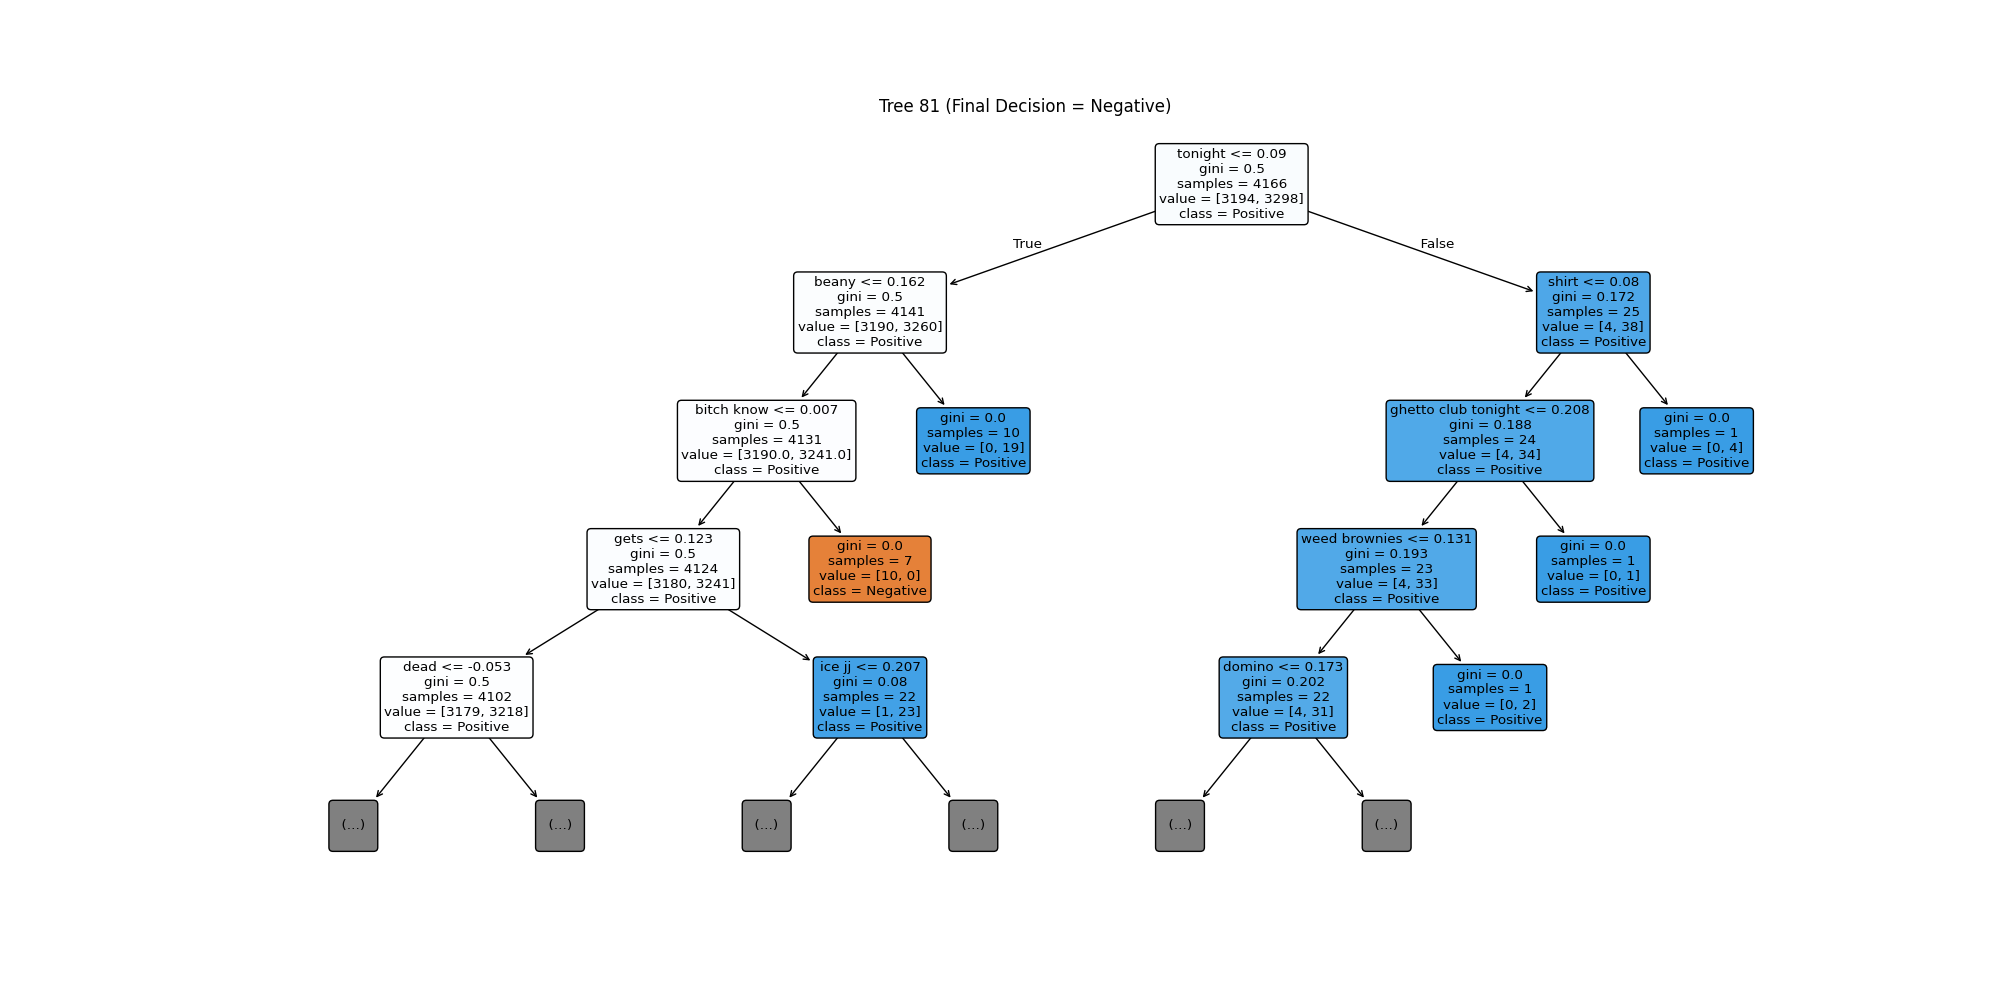 Tree 81 (Final Decision = Negative)
tonight <= 0.09
gini = 0.5
samples = 4166
value = [3194, 3298]
class = Positive
True
False
beany <= 0.162
gini = 0.5
samples = 4141
value = [3190, 3260]
class = Positive
shirt <= 0.08
gini = 0.172
samples = 25
value = [4, 38]
class = Positive
bitch know <= 0.007
gini = 0.5
samples = 4131
value = [3190.0, 3241.0]
class = Positive
gini = 0.0
samples = 10
value = [0, 19]
class = Positive
ghetto club tonight <= 0.208
gini = 0.188
samples = 24
value = [4, 34]
class = Positive
gini = 0.0
samples = 1
value = [0, 4]
class = Positive
gets <= 0.123
gini = 0.5
samples = 4124
value = [3180, 3241]
class = Positive
gini = 0.0
samples = 7
value = [10, 0]
class = Negative
weed brownies <= 0.131
gini = 0.193
samples = 23
value = [4, 33]
class = Positive
gini = 0.0
samples = 1
value = [0, 1]
class = Positive
dead <= -0.053
gini = 0.5
samples = 4102
value = [3179, 3218]
class = Positive
ice jj <= 0.207
gini = 0.08
samples = 22
value = [1, 23]
class = Positive
domino <= 0.173
gini = 0.202
samples = 22
value = [4, 31]
class = Positive
gini = 0.0
samples = 1
value = [0, 2]
class = Positive
(...)
(...)
(...)
(...)
(...)
(...)